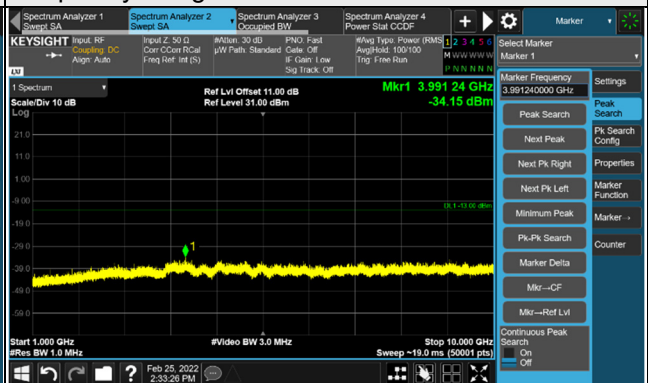 Spectrum Analyzer 1
Swept SA
Spectrum Analyzer 2
Swept SA
Spectrum Analyzer 3
Occupied BW
Spectrum Analyzer 4
Power Stat CCDF
Marker
KEYSIGHT
Input: RF
Coupling: DC
Align: Auto
Input Z: 50 Ω
Corr CCorr RCal
Freq Ref: Int (S)
#Atten: 30 dB
µW Path: Standard
PNO: Fast
Gate: Off
IF Gain: Low
Sig Track: Off
#Avg Type: Power (RMS
Avg|Hold: 100/100
Trig: Free Run
1 2 3 4 5 6
M W W W W W
P N N N N N
LXI
Select Marker
Marker 1
1 Spectrum
Scale/Div 10 dB
Log
Ref Lvl Offset 11.00 dB
Ref Level 31.00 dBm
Mkr1 3.991 24 GHz
-34.15 dBm
21.0
11.0
1.00
-9.00
-19.0
-29.0
-39.0
-49.0
-59.0
DL1 -13.00 dBm
1
Start 1.000 GHz
#Res BW 1.0 MHz
#Video BW 3.0 MHz
Stop 10.000 GHz
Sweep ~19.0 ms (50001 pts)
Marker Frequency
3.991240000 GHz
Peak Search
Next Peak
Next Pk Right
Next Pk Left
Minimum Peak
Pk-Pk Search
Marker Delta
Mkr→CF
Mkr→Ref Lvl
Continuous Peak
Search
On
Off
Settings
Peak
Search
Pk Search
Config
Properties
Marker
Function
Marker→
Counter
Feb 25, 2022
2:33:26 PM